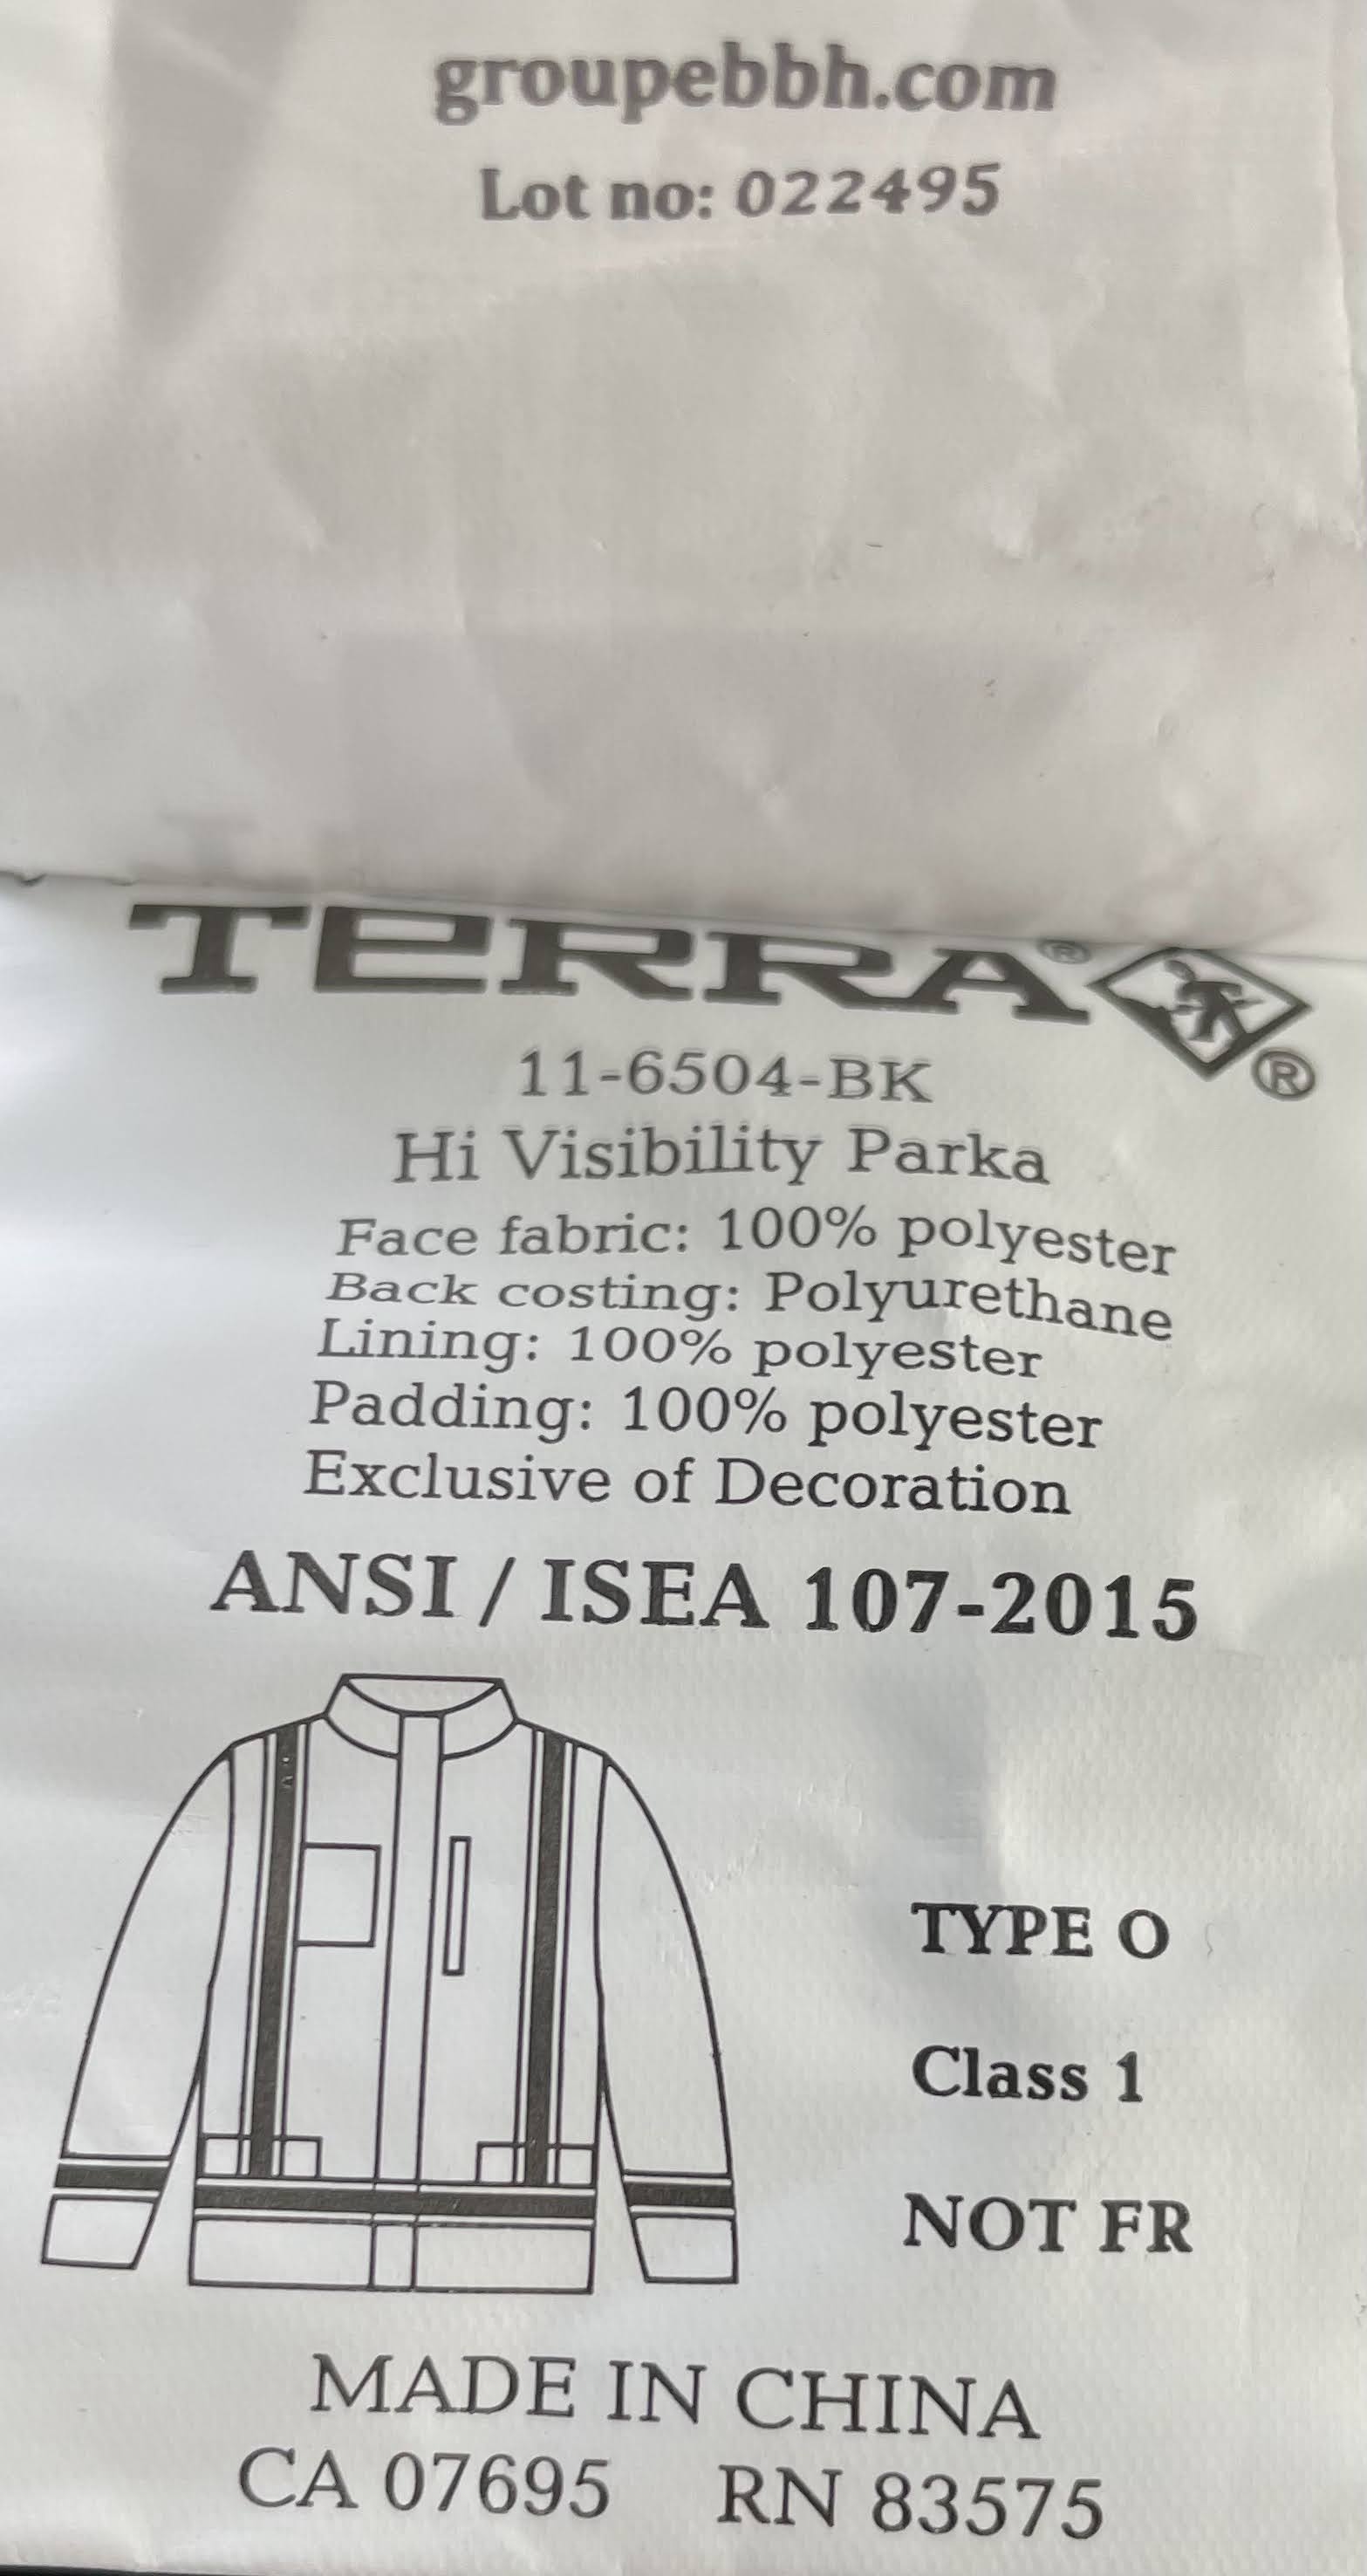 groupebbh.com
Lot no: 022495
TERRA®
®
11-6504-BK
Hi Visibility Parka
Face fabric: 100% polyester
Back costing: Polyurethane
Lining: 100% polyester
Padding: 100% polyester
Exclusive of Decoration
ANSI / ISEA 107-2015
TYPE O
Class 1
NOT FR
MADE IN CHINA
CA 07695 RN 83575